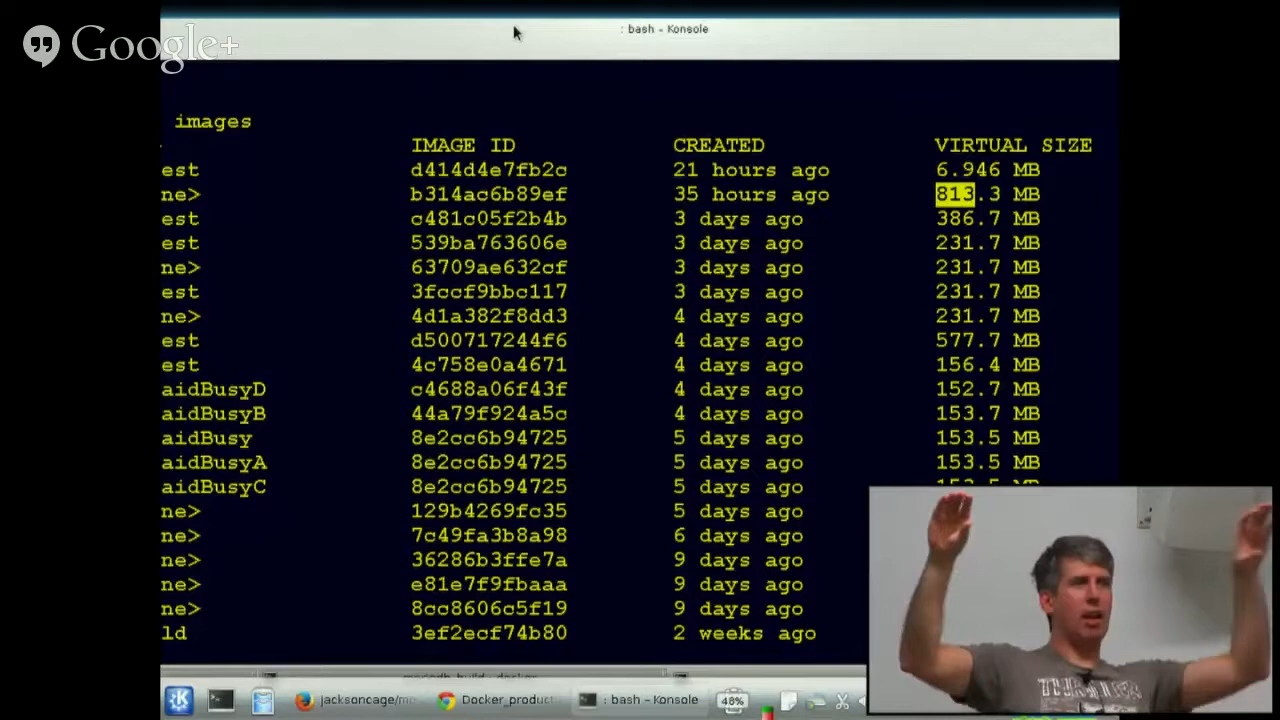 Google+
: bash - Konsole
images
IMAGE ID CREATED VIRTUAL SIZE
est d414d4e7fb2c 21 hours ago 6.946 MB
ne> b314ac6b89ef 35 hours ago 813.3 MB
est c481c05f2b4b 3 days ago 386.7 MB
est 539ba763606e 3 days ago 231.7 MB
ne> 63709ae632cf 3 days ago 231.7 MB
est 3fccf9bbc117 3 days ago 231.7 MB
ne> 4d1a382f8dd3 4 days ago 231.7 MB
est d500717244f6 4 days ago 577.7 MB
est 4c758e0a4671 4 days ago 156.4 MB
aidBusyD c4688a06f43f 4 days ago 152.7 MB
aidBusyB 44a79f924a5c 4 days ago 153.7 MB
aidBusy 8e2cc6b94725 5 days ago 153.5 MB
aidBusyA 8e2cc6b94725 5 days ago 153.5 MB
aidBusyC 8e2cc6b94725 5 days ago 153.5 MB
ne> 129b4269fc35 5 days ago
ne> 7c49fa3b8a98 6 days ago
ne> 36286b3ffe7a 9 days ago
ne> e81e7f9fbaaa 9 days ago
ne> 8cc8606c5f19 9 days ago
ld 3ef2ecf74b80 2 weeks ago
jacksoncage/mo Docker_product : bash - Konsole 48%